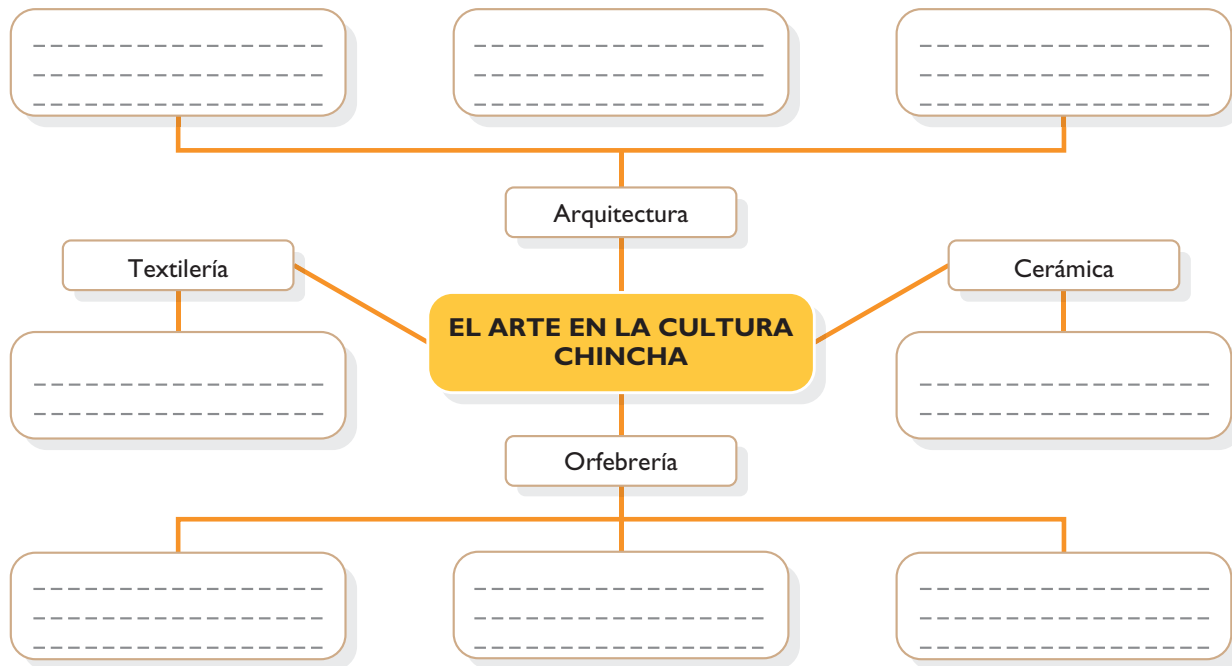 Arquitectura
Textilería
Cerámica
EL ARTE EN LA CULTURA
CHINCHA
Orfebrería